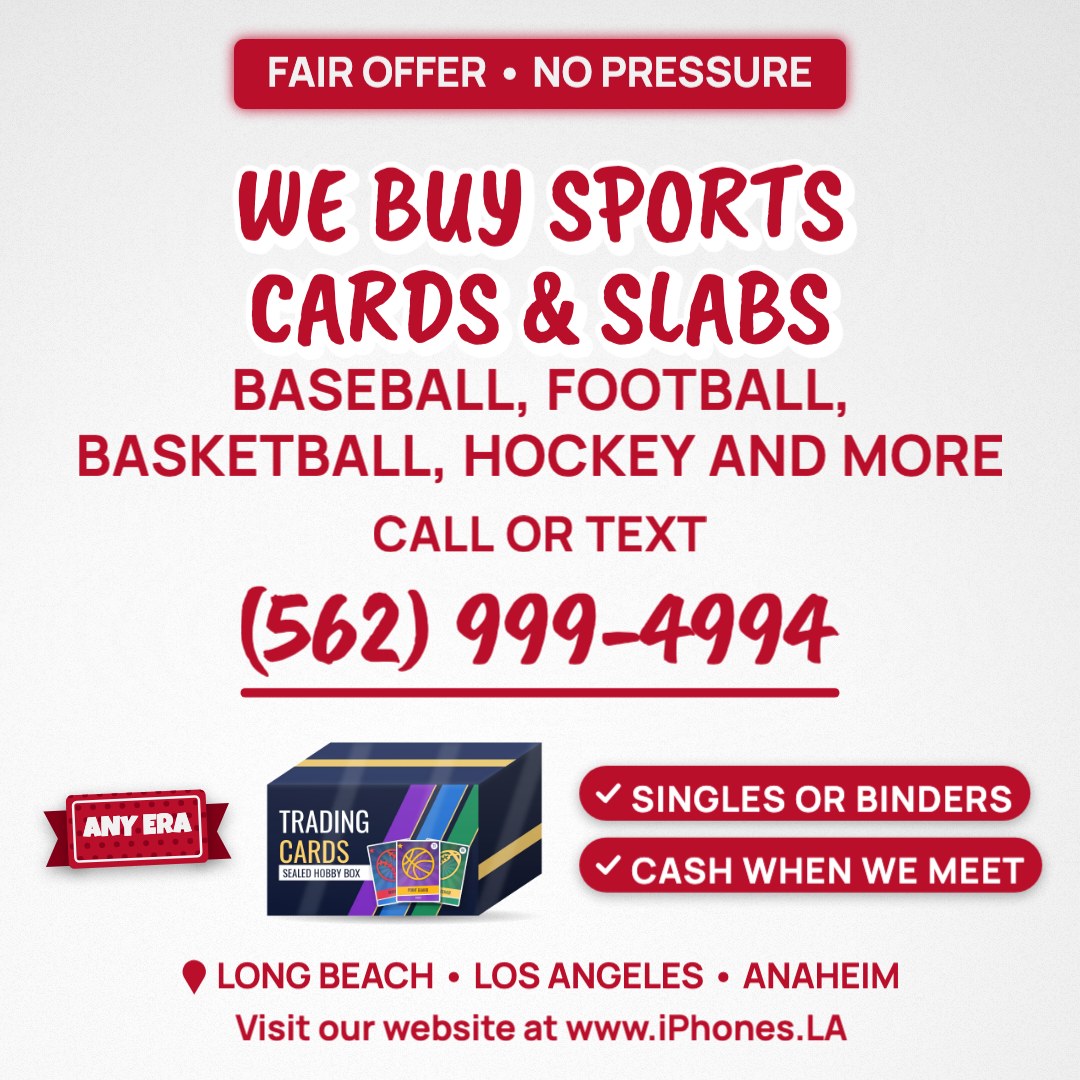 FAIR OFFER • NO PRESSURE
WE BUY SPORTS
CARDS & SLABS
BASEBALL, FOOTBALL,
BASKETBALL, HOCKEY AND MORE
CALL OR TEXT
(562) 999-4994
ANY ERA
TRADING
CARDS
SEALED HOBBY BOX
SINGLES OR BINDERS
CASH WHEN WE MEET
LONG BEACH • LOS ANGELES • ANAHEIM
Visit our website at www.iPhones.LA